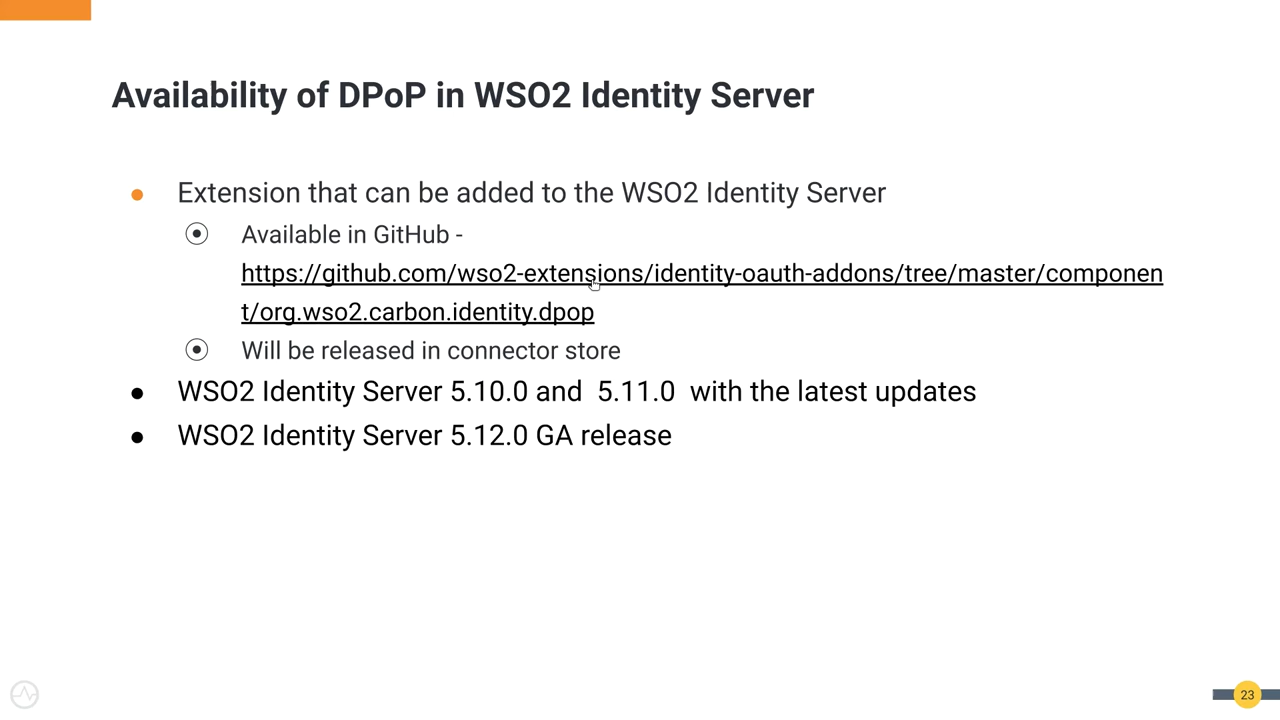 Availability of DPoP in WSO2 Identity Server
Extension that can be added to the WSO2 Identity Server
Available in GitHub -
https://github.com/wso2-extensions/identity-oauth-addons/tree/master/componen
t/org.wso2.carbon.identity.dpop
Will be released in connector store
WSO2 Identity Server 5.10.0 and 5.11.0 with the latest updates
WSO2 Identity Server 5.12.0 GA release
23